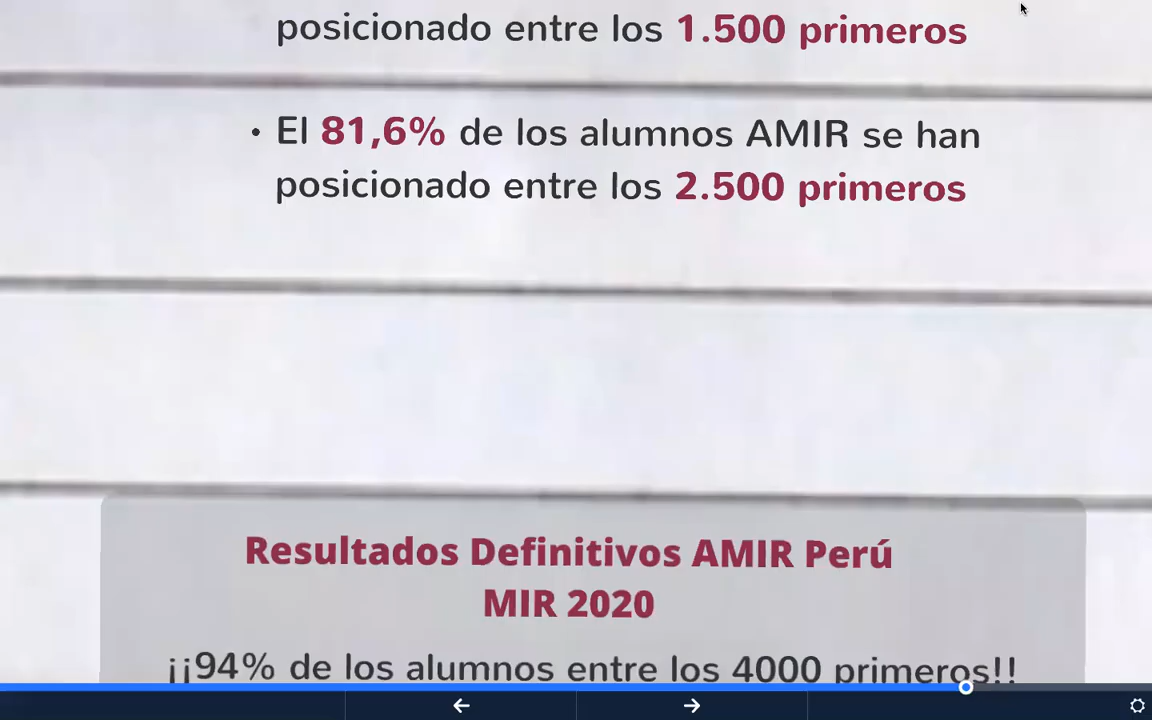 posicionado entre los 1.500 primeros
• El 81,6% de los alumnos AMIR se han
posicionado entre los 2.500 primeros
Resultados Definitivos AMIR Perú
MIR 2020
¡¡94% de los alumnos entre los 4000 primeros!!